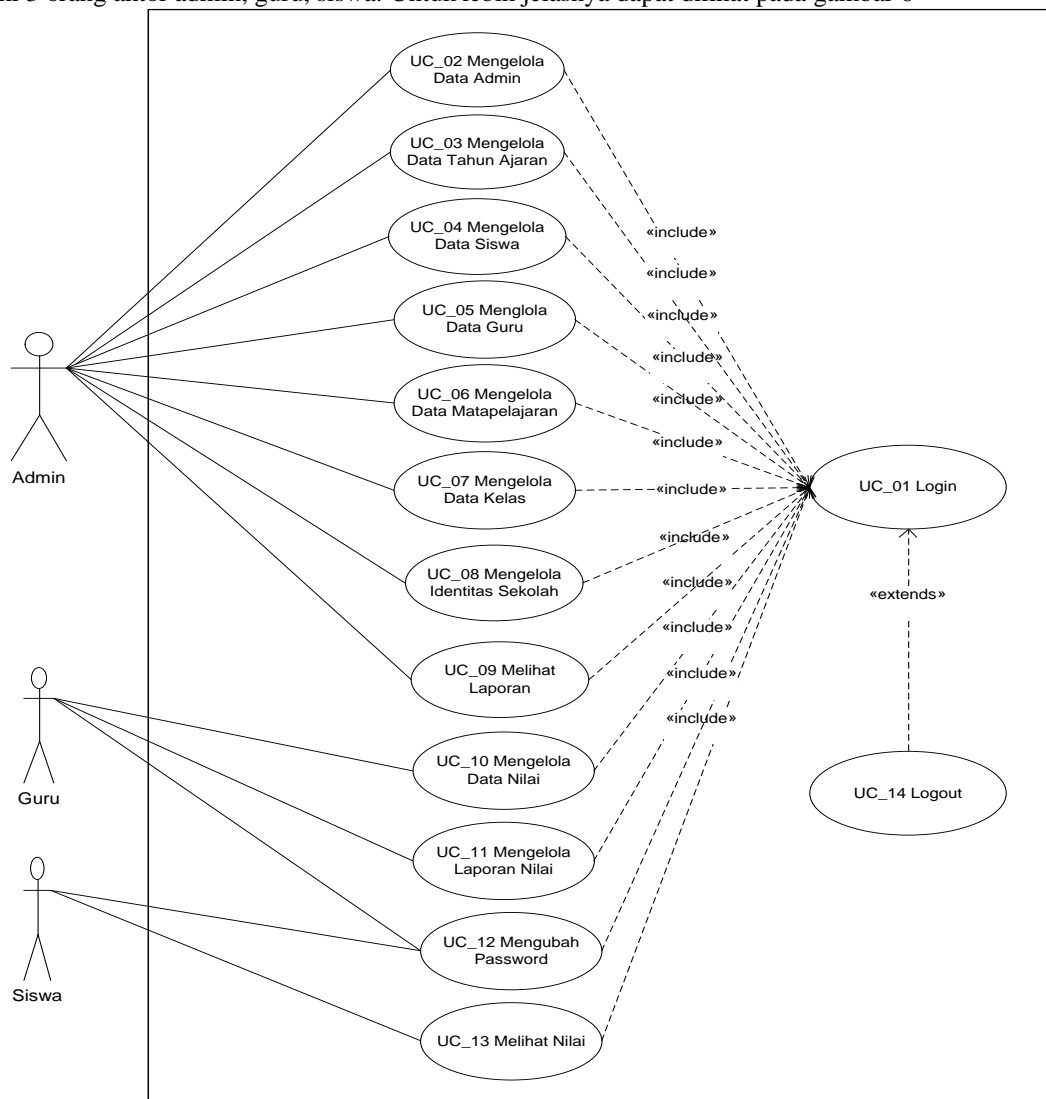 3 orang aktor admin, guru, siswa. Untuk lebih jelasnya dapat dilihat pada gambar
UC_02 Mengelola
Data Admin
UC_03 Mengelola
Data Tahun Ajaran
UC_04 Mengelola
Data Siswa
«include»
«include»
UC_05 Menglola
Data Guru
«include»
«include»
UC_06 Mengelola
Data Matapelajaran
«include»
«include»
Admin
UC_07 Mengelola
Data Kelas
«include»
UC_01 Login
«include»
UC_08 Mengelola
Identitas Sekolah
«include»
«extends»
«include»
UC_09 Melihat
Laporan
«include»
«include»
UC_10 Mengelola
Data Nilai
Guru
UC_14 Logout
UC_11 Mengelola
Laporan Nilai
UC_12 Mengubah
Password
Siswa
UC_13 Melihat Nilai